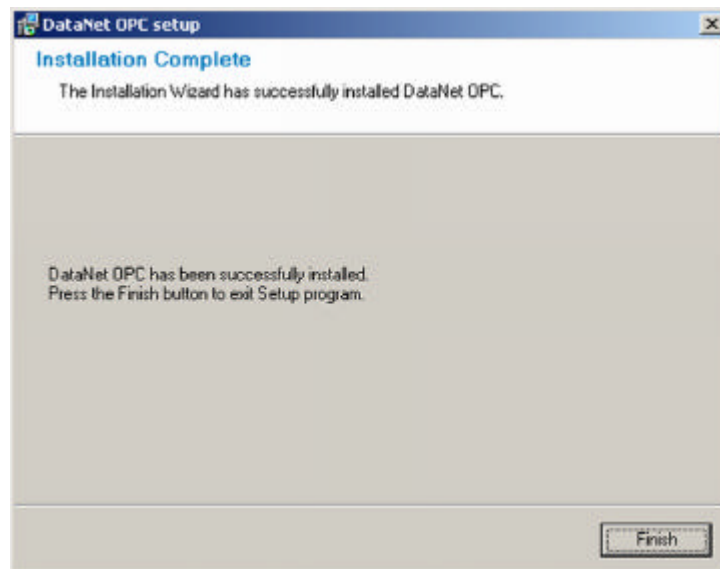 DataNet OPC setup
Installation Complete
The Installation Wizard has successfully installed DataNet OPC.
DataNet OPC has been successfully installed.
Press the Finish button to exit Setup program.
Finish